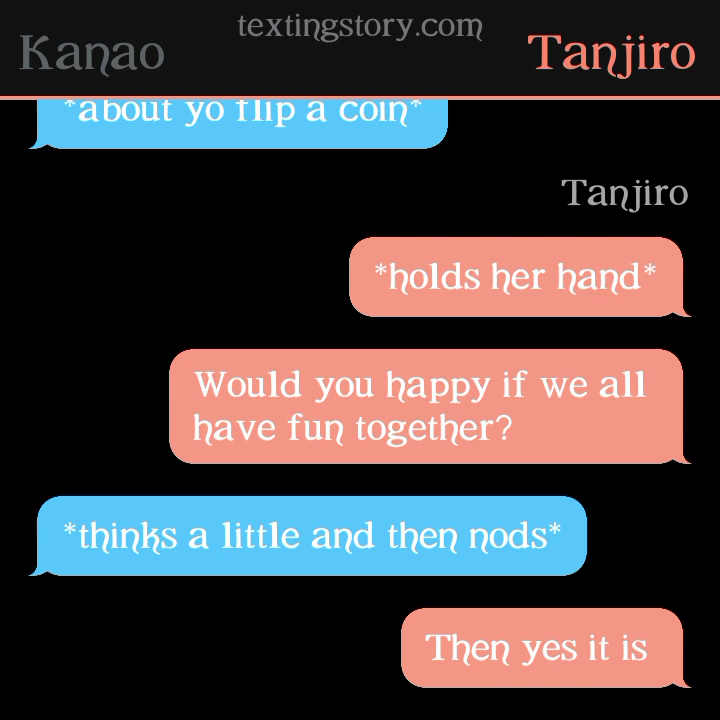 textingstory.com
Kanao
Tanjiro
*about yo flip a coin*
Tanjiro
*holds her hand*
Would you happy if we all
have fun together?
*thinks a little and then nods*
Then yes it is